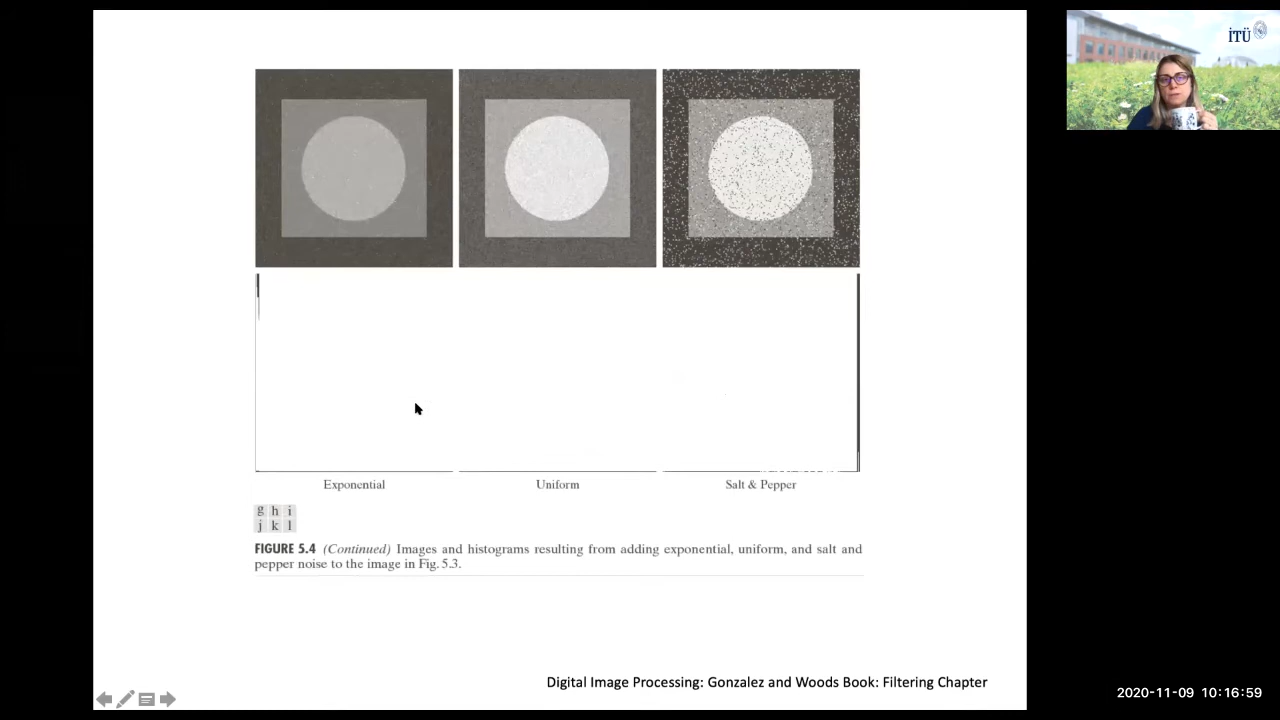 İTÜ
Exponential Uniform Salt & Pepper
g h i
j k l
FIGURE 5.4 (Continued) Images and histograms resulting from adding exponential, uniform, and salt and
pepper noise to the image in Fig. 5.3.
Digital Image Processing: Gonzalez and Woods Book: Filtering Chapter
2020-11-09 10:16:59